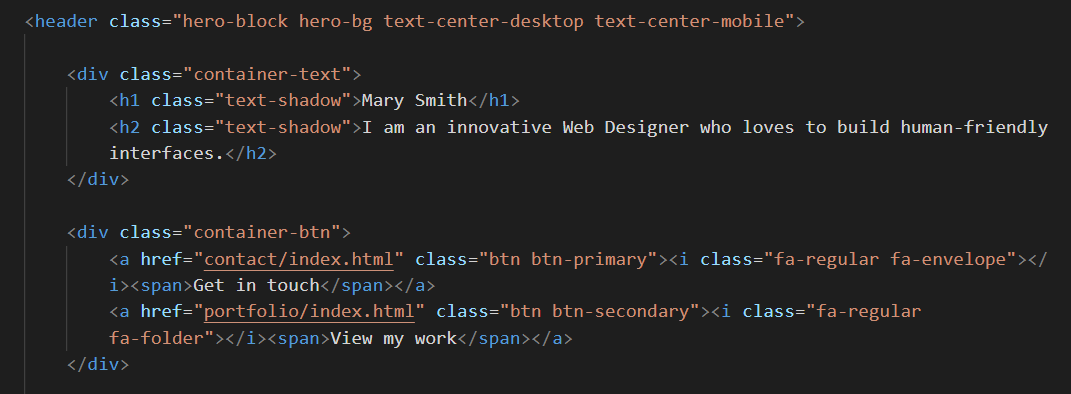 <header class="hero-block hero-bg text-center-desktop text-center-mobile">
<div class="container-text">
<h1 class="text-shadow">Mary Smith</h1>
<h2 class="text-shadow">I am an innovative Web Designer who loves to build human-friendly
interfaces.</h2>
</div>
<div class="container-btn">
<a href="contact/index.html" class="btn btn-primary"><i class="fa-regular fa-envelope"></
i><span>Get in touch</span></a>
<a href="portfolio/index.html" class="btn btn-secondary"><i class="fa-regular
fa-folder"></i><span>View my work</span></a>
</div>